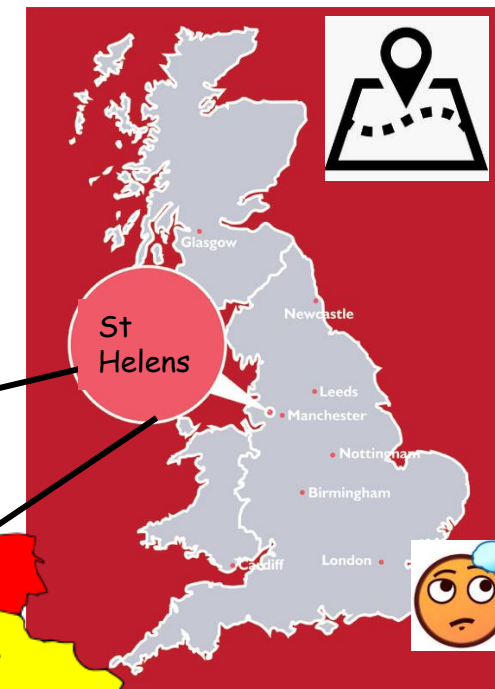 Glasgow
St
Helens
Newcastle
Leeds
Manchester
Nottingham
Birmingham
Cardiff
London